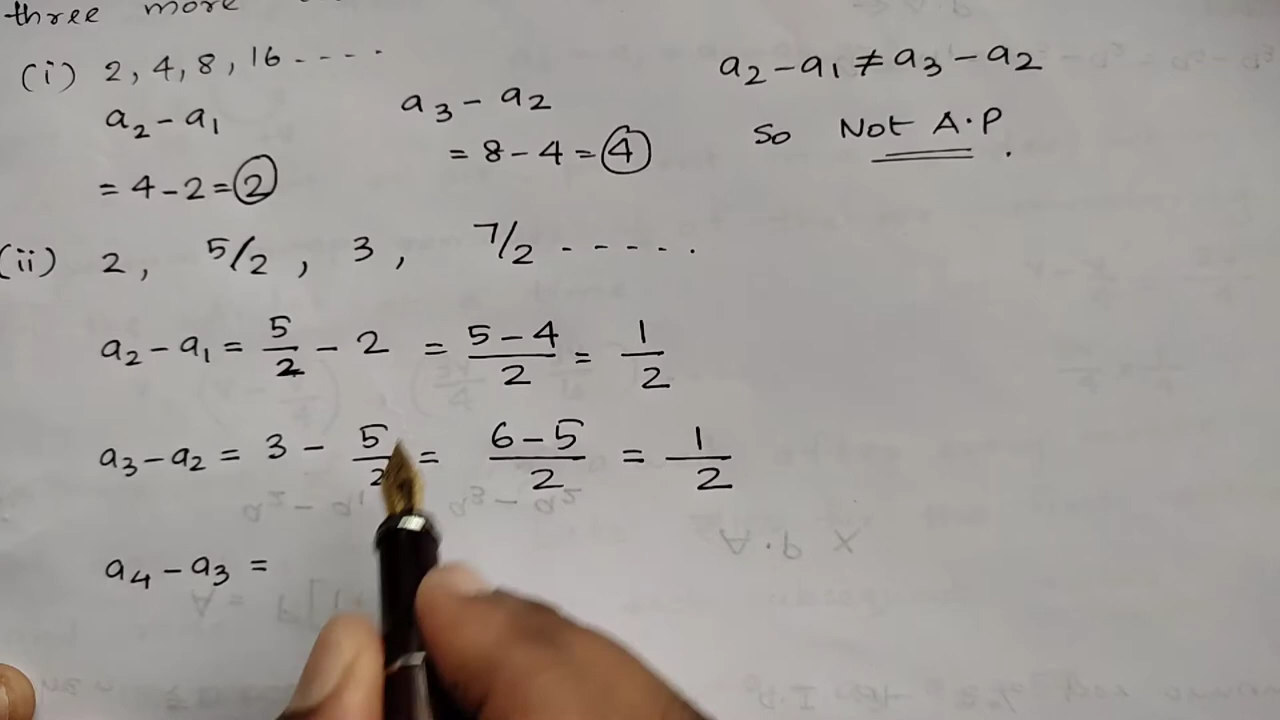 three more
(i) 2, 4, 8, 16 - - - - .
a₂ - a₁
= 4 - 2 = 2
a₃ - a₂
= 8 - 4 = 4
a₂ - a₁ ≠ a₃ - a₂
So Not A.P.
(ii) 2, 5/2, 3, 7/2 - - - - - .
a₂ - a₁ = 5/2 - 2 = (5 - 4)/2 = 1/2
a₃ - a₂ = 3 - 5/2 = (6 - 5)/2 = 1/2
a₄ - a₃ =